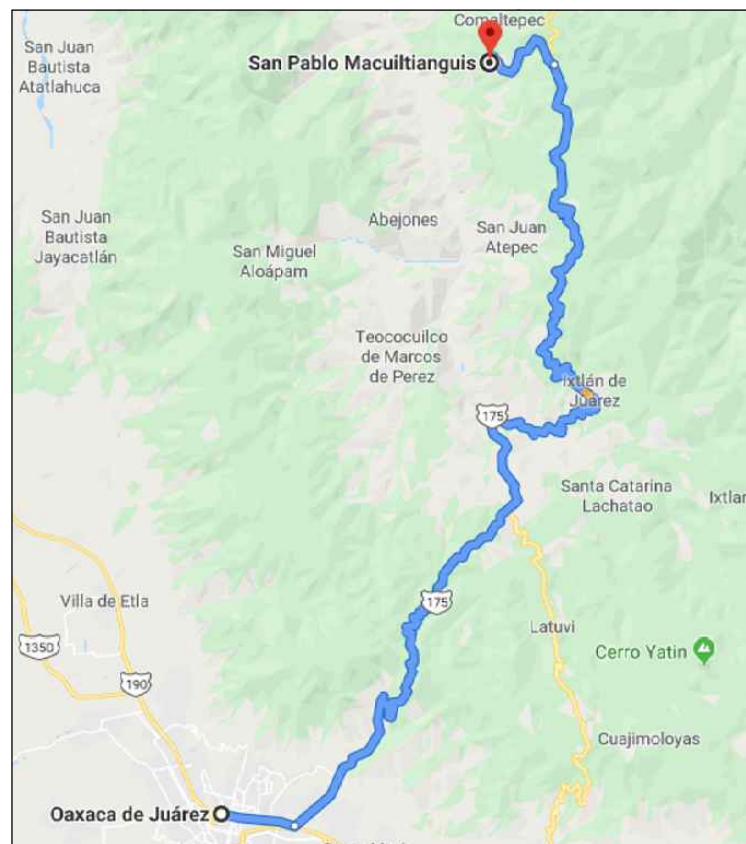 Comaltepec
San Juan
Bautista
Atatlahuca
San Pablo Macuiltianguis
San Juan
Bautista
Jayacatlán
Abejones
San Juan
Atepec
San Miguel
Aloápam
Teococuilco
de Marcos
de Perez
Ixtlán de
Juárez
175
Santa Catarina
Lachatao
Ixtlan
175
Villa de Etla
Latuvi
1350
Cerro Yatin
190
Cuajimoloyas
Oaxaca de Juárez